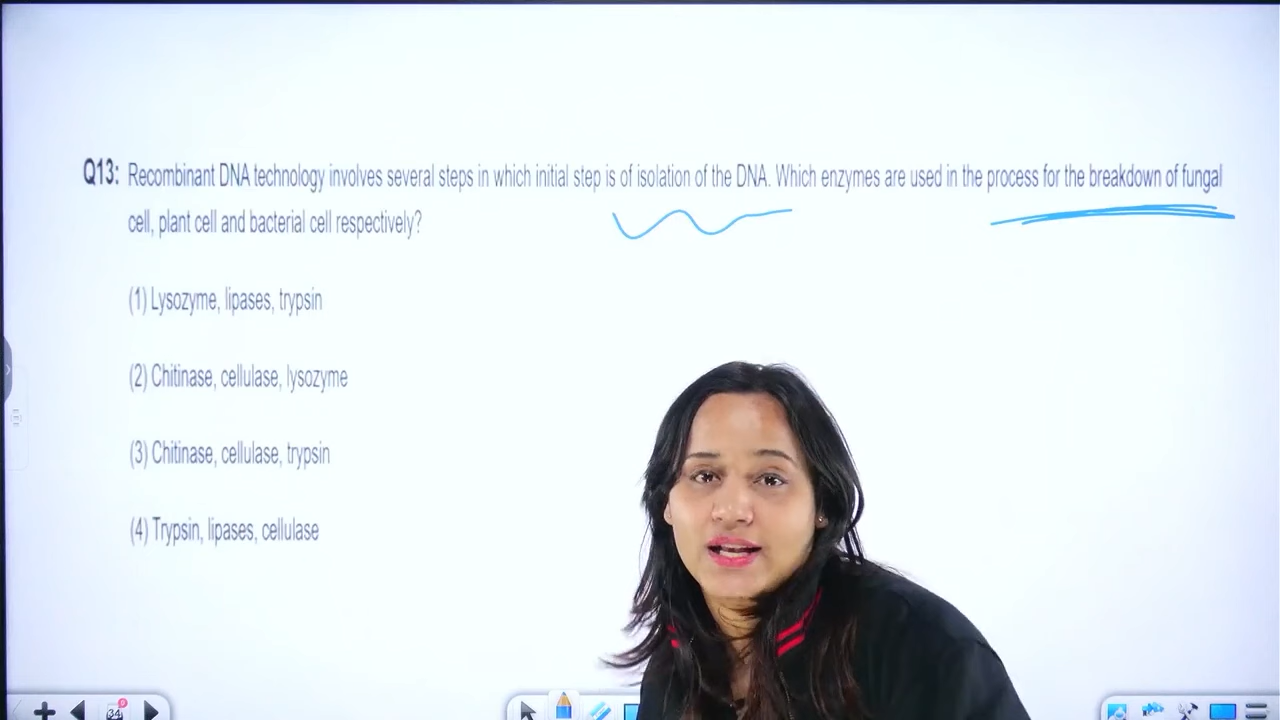 Q13: Recombinant DNA technology involves several steps in which initial step is of isolation of the DNA. Which enzymes are used in the process for the breakdown of fungal
cell, plant cell and bacterial cell respectively?
(1) Lysozyme, lipases, trypsin
(2) Chitinase, cellulase, lysozyme
(3) Chitinase, cellulase, trypsin
(4) Trypsin, lipases, cellulase